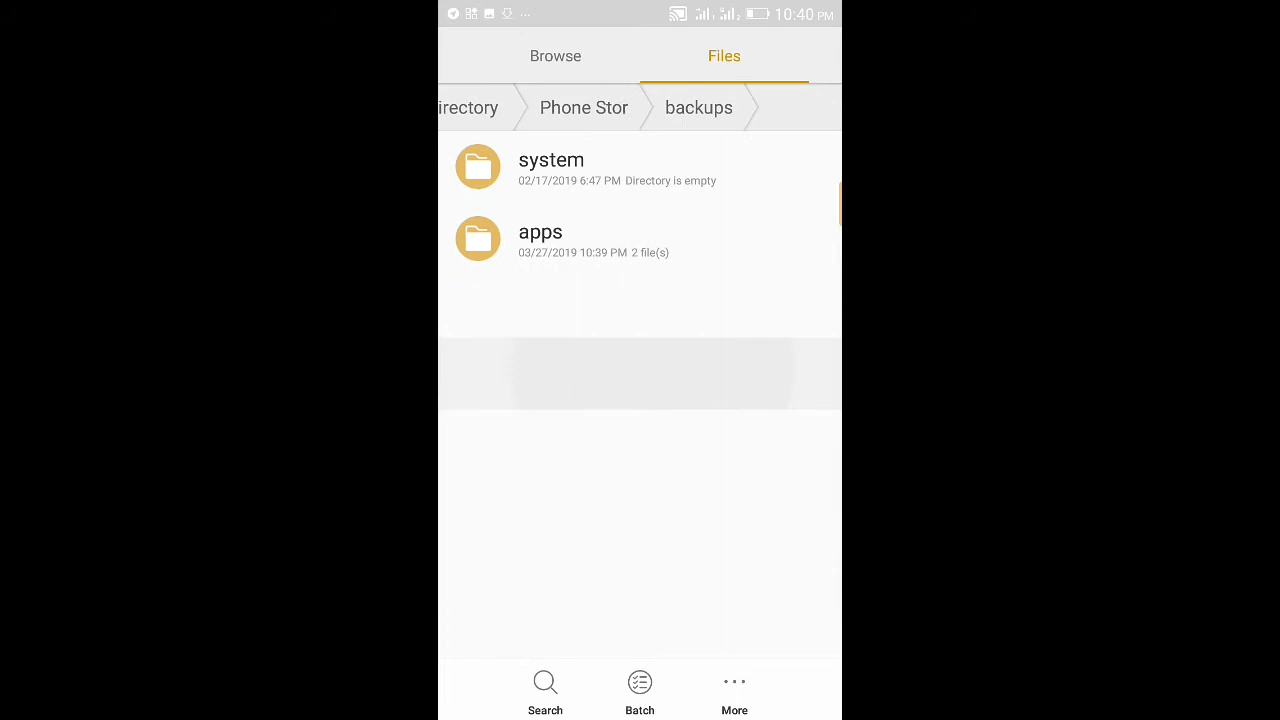 ... 10:40 PM
Browse Files
irectory Phone Stor backups
system
02/17/2019 6:47 PM Directory is empty
apps
03/27/2019 10:39 PM 2 file(s)
Search Batch More